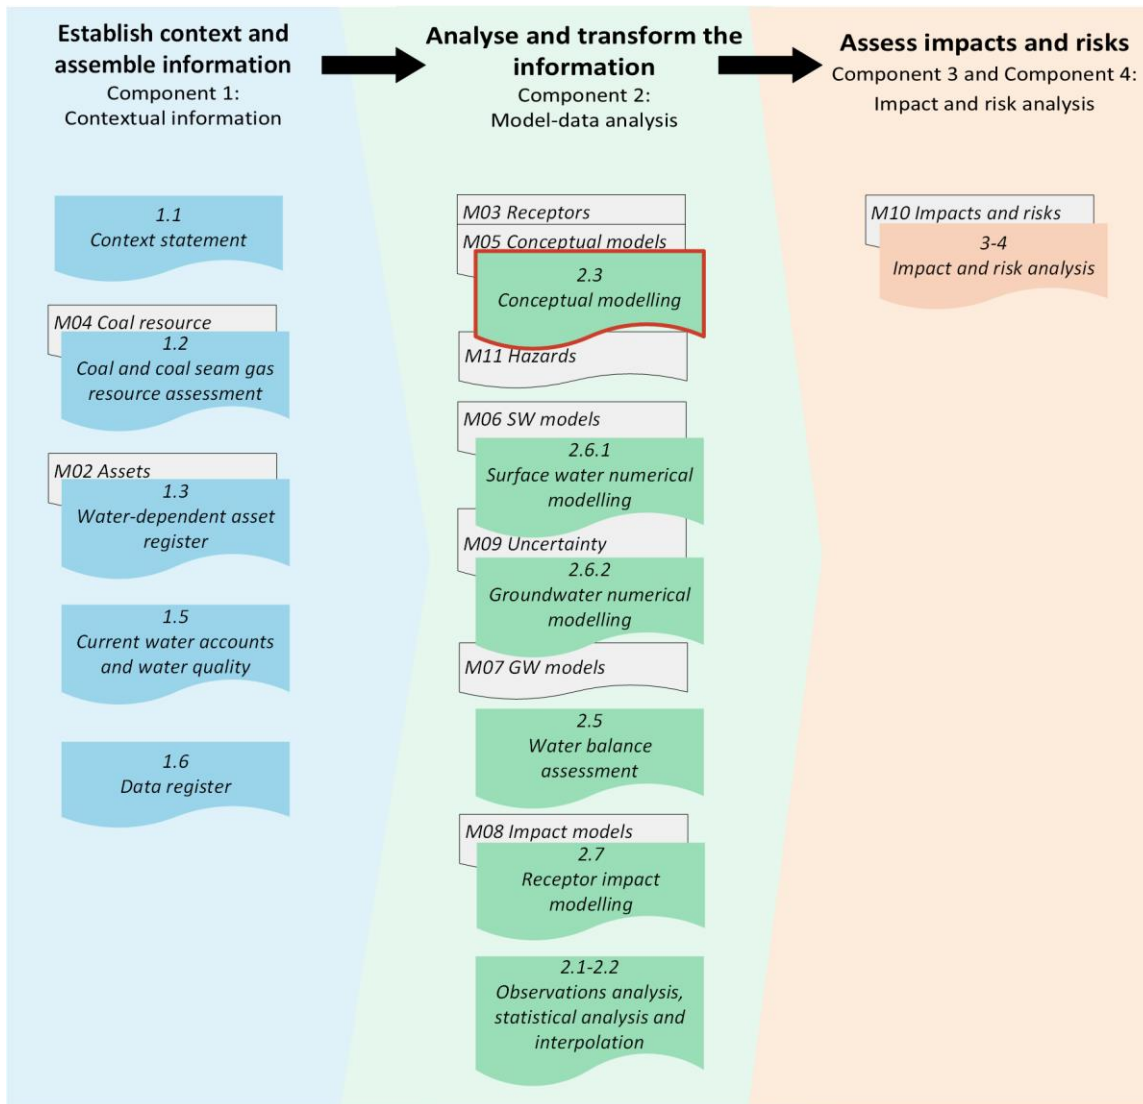 Establish context and
assemble information
Component 1:
Contextual information
Analyse and transform the
information
Component 2:
Model-data analysis
Assess impacts and risks
Component 3 and Component 4:
Impact and risk analysis
1.1
Context statement
M04 Coal resource
1.2
Coal and coal seam gas
resource assessment
M02 Assets
1.3
Water-dependent asset
register
1.5
Current water accounts
and water quality
1.6
Data register
M03 Receptors
M05 Conceptual models
2.3
Conceptual modelling
M11 Hazards
M06 SW models
2.6.1
Surface water numerical
modelling
M09 Uncertainty
2.6.2
Groundwater numerical
modelling
M07 GW models
2.5
Water balance
assessment
M08 Impact models
2.7
Receptor impact
modelling
2.1-2.2
Observations analysis,
statistical analysis and
interpolation
M10 Impacts and risks
3-4
Impact and risk analysis